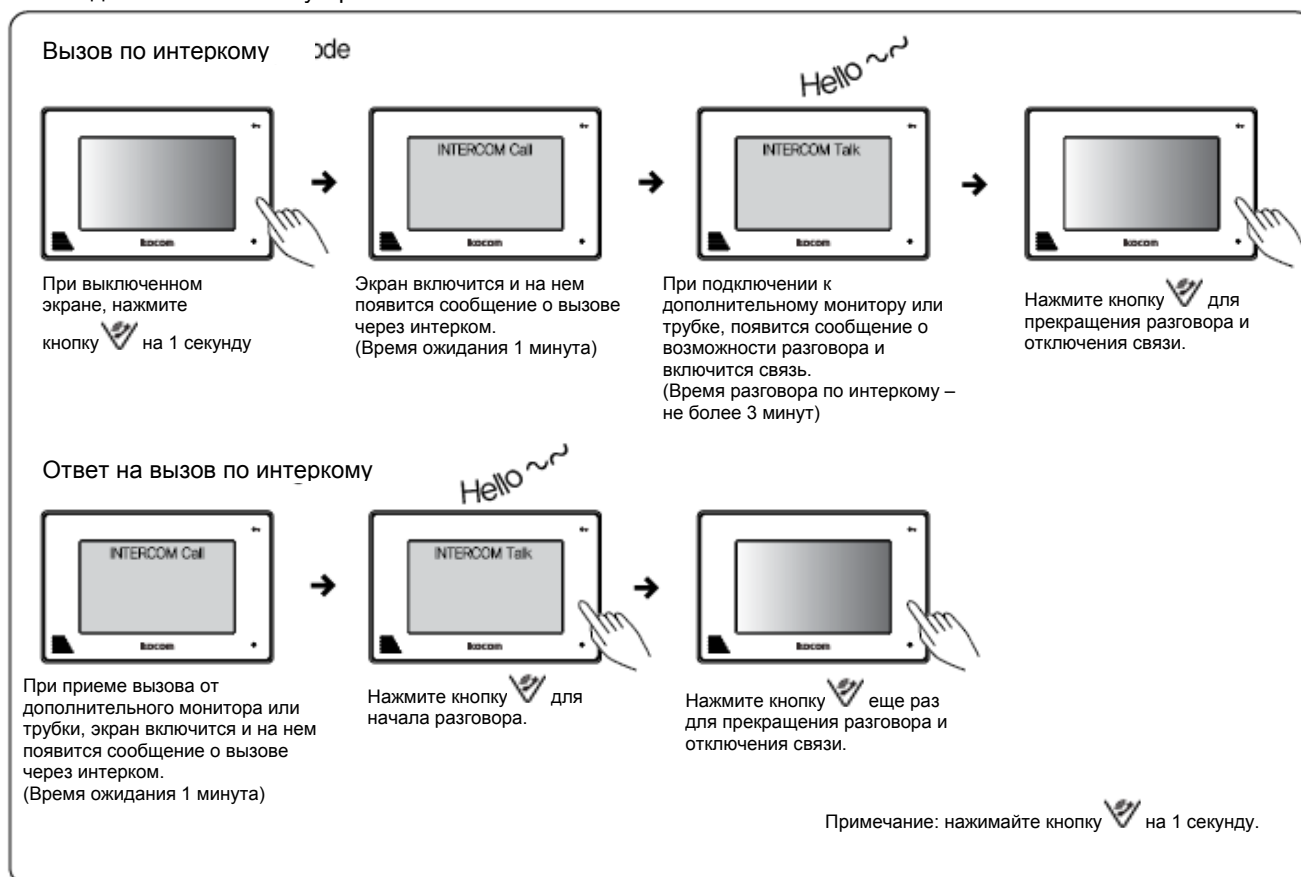 Вызов по интеркому ode
Hello ~~
INTERCOM Call
INTERCOM Talk
kocom
kocom
kocom
kocom
При выключенном
экране, нажмите
кнопку на 1 секунду
Экран включится и на нем
появится сообщение о вызове
через интерком.
(Время ожидания 1 минута)
При подключении к
дополнительному монитору или
трубке, появится сообщение о
возможности разговора и
включится связь.
(Время разговора по интеркому –
не более 3 минут)
Нажмите кнопку для
прекращения разговора и
отключения связи.
Ответ на вызов по интеркому
Hello ~~
INTERCOM Call
INTERCOM Talk
kocom
kocom
kocom
При приеме вызова от
дополнительного монитора или
трубки, экран включится и на нем
появится сообщение о вызове
через интерком.
(Время ожидания 1 минута)
Нажмите кнопку для
начала разговора.
Нажмите кнопку еще раз
для прекращения разговора и
отключения связи.
Примечание: нажимайте кнопку на 1 секунду.